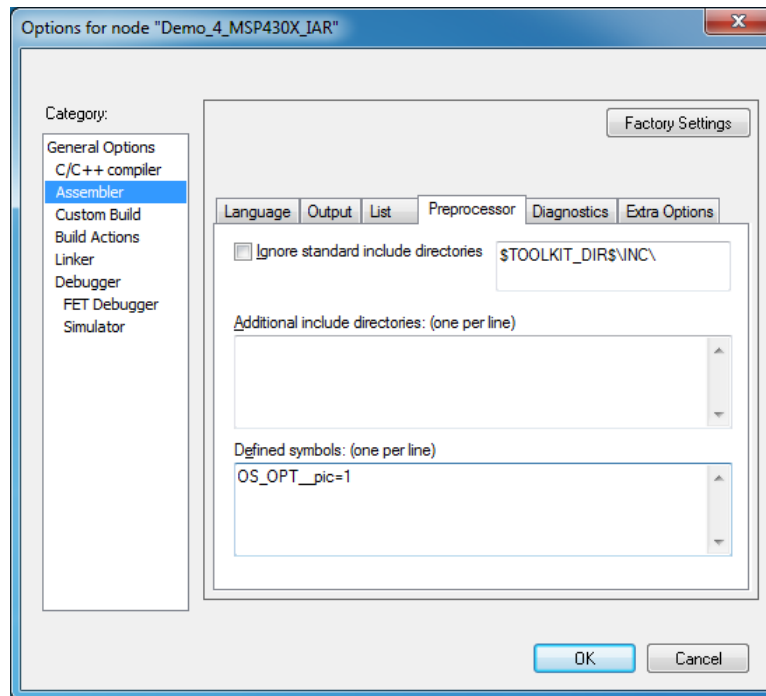 Options for node "Demo_4_MSP430X_IAR"
Category:
General Options
C/C++ compiler
Assembler
Custom Build
Build Actions
Linker
Debugger
FET Debugger
Simulator
Factory Settings
Language Output List Preprocessor Diagnostics Extra Options
Ignore standard include directories $TOOLKIT_DIR$\INC\
Additional include directories: (one per line)
Defined symbols: (one per line)
OS_OPT__pic=1
OK Cancel